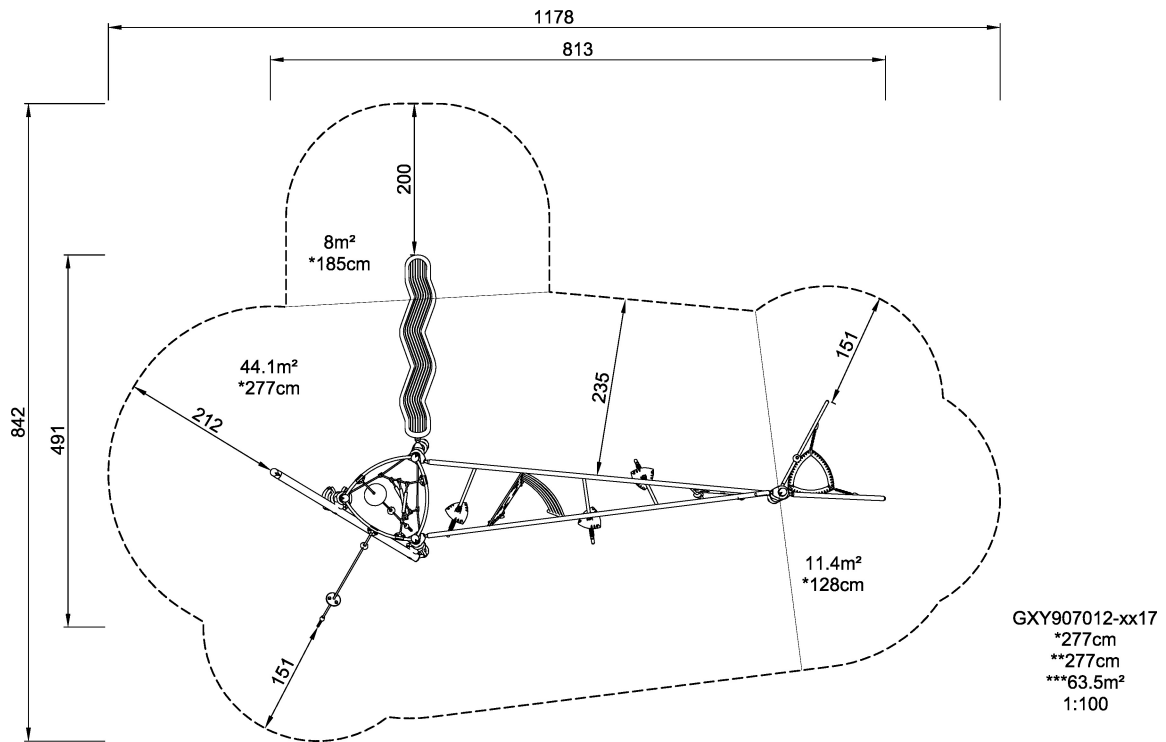 1178
813
200
8m²
*185cm
151
44.1m²
*277cm
235
212
842
491
11.4m²
*128cm
151
GXY907012-xx17
*277cm
**277cm
***63.5m²
1:100